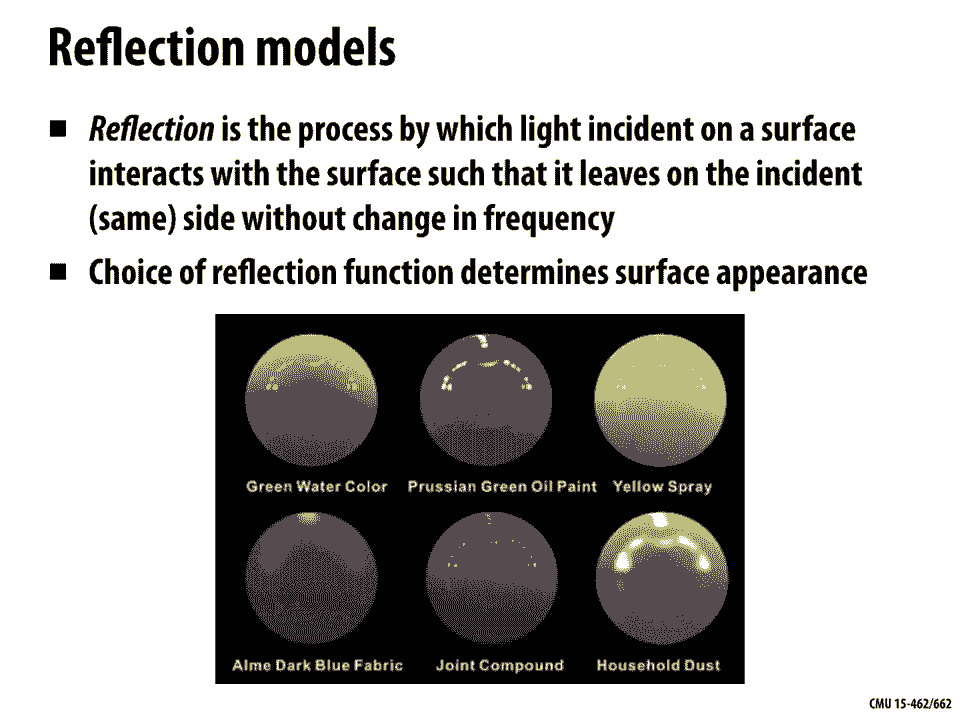 Reflection models
■ Reflection is the process by which light incident on a surface
interacts with the surface such that it leaves on the incident
(same) side without change in frequency
■ Choice of reflection function determines surface appearance
Green Water Color Prussian Green Oil Paint Yellow Spray
Alme Dark Blue Fabric Joint Compound Household Dust
CMU 15-462/662